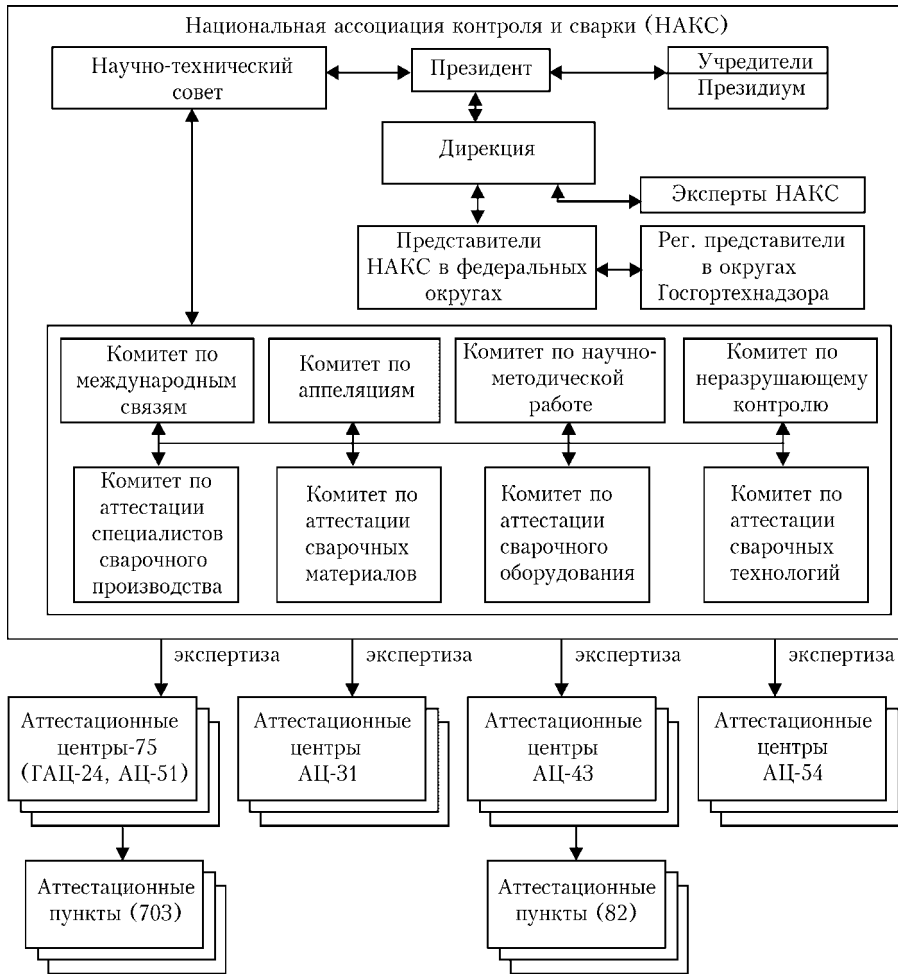 Национальная ассоциация контроля и сварки (НАКС)
Научно-технический
совет
Президент
Учредители
Президиум
Дирекция
Эксперты НАКС
Представители
НАКС в федеральных
округах
Рег. представители
в округах
Госгортехнадзора
Комитет по
международным
связям
Комитет по
аппеляциям
Комитет по научно-
методической
работе
Комитет по
неразрушающему
контролю
Комитет по
аттестации
специалистов
сварочного
производства
Комитет по
аттестации
сварочных
материалов
Комитет по
аттестации
сварочного
оборудования
Комитет по
аттестации
сварочных
технологий
экспертиза
экспертиза
экспертиза
экспертиза
Аттестационные
центры-75
(ГАЦ-24, АЦ-51)
Аттестационные
центры
АЦ-31
Аттестационные
центры
АЦ-43
Аттестационные
центры
АЦ-54
Аттестационные
пункты (703)
Аттестационные
пункты (82)